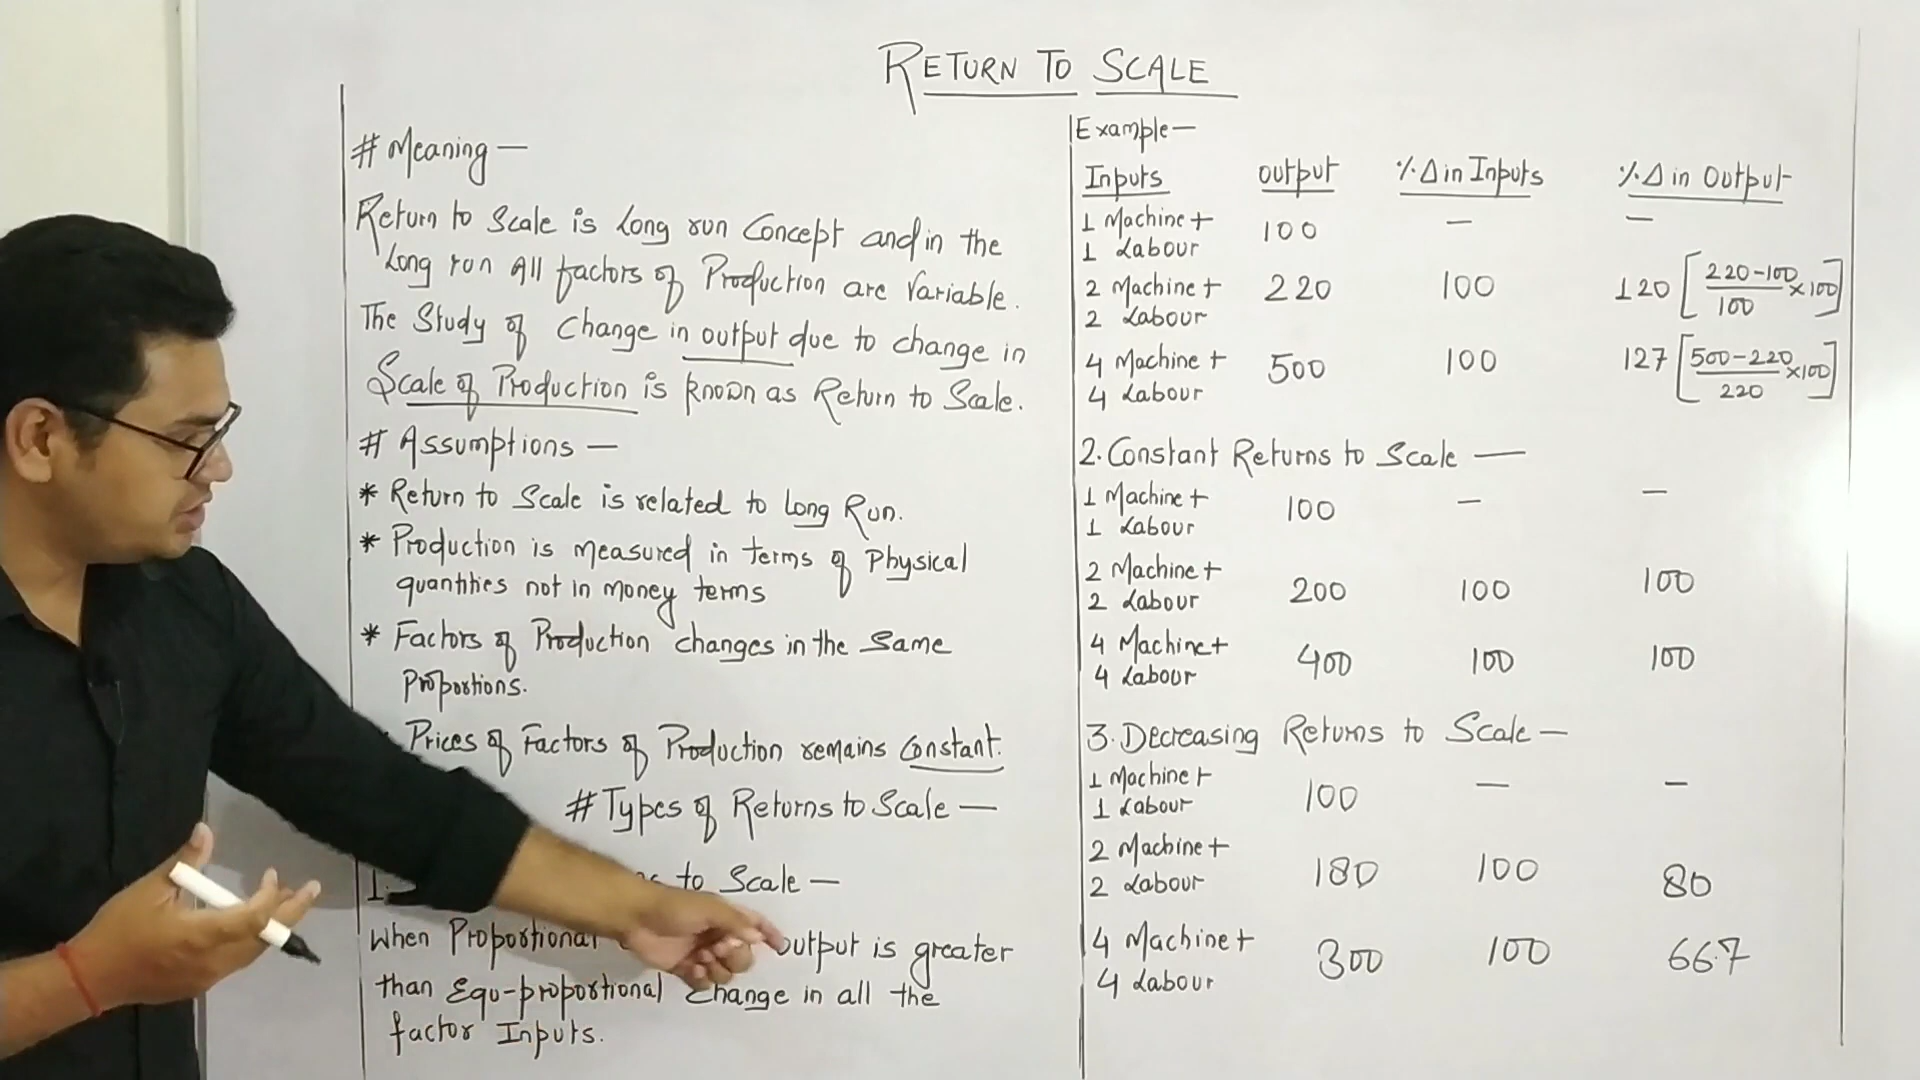 RETURN TO SCALE
# Meaning —
Return to Scale is Long run Concept and in the
Long run All factors of Production are Variable.
The Study of Change in output due to change in
Scale of Production is known as Return to Scale.
# Assumptions —
* Return to Scale is related to Long Run.
* Production is measured in terms of Physical
quantities not in money terms
* Factors of Production changes in the Same
Proportions.
Prices of Factors of Production remains Constant.
# Types of Returns to Scale —
1. to Scale —
When Proportional output is greater
than Equ-proportional Change in all the
factor Inputs.
Example —
Inputs output %Δ in Inputs %Δ in Output
1 Machine +
1 Labour 100 — —
2 Machine +
2 Labour 220 100 120 [220-100/100 ×100]
4 Machine +
4 Labour 500 100 127 [500-220/220 ×100]
2. Constant Returns to Scale —
1 Machine +
1 Labour 100 — —
2 Machine +
2 Labour 200 100 100
4 Machine +
4 Labour 400 100 100
3. Decreasing Returns to Scale —
1 Machine +
1 Labour 100 — —
2 Machine +
2 Labour 180 100 80
4 Machine +
4 Labour 300 100 66.7